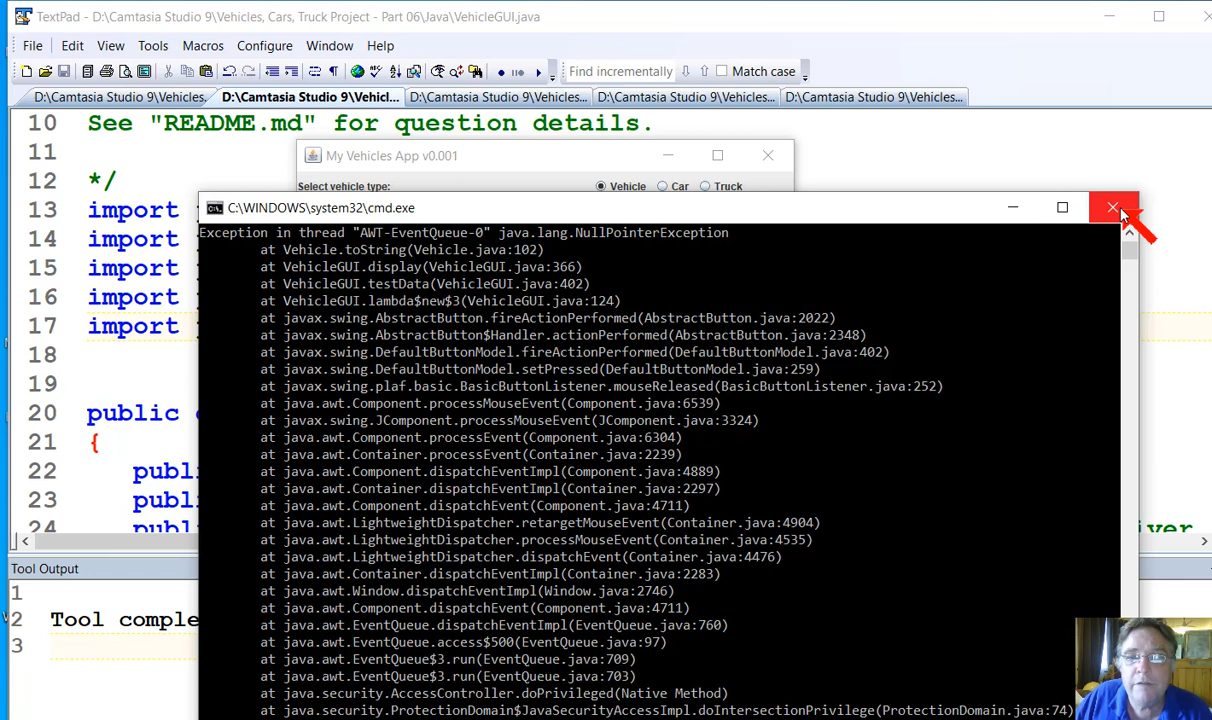 TextPad - D:\Camtasia Studio 9\Vehicles, Cars, Truck Project - Part 06\Java\VehicleGUI.java
File Edit View Tools Macros Configure Window Help
Find incrementally Match case
D:\Camtasia Studio 9\Vehicles. D:\Camtasia Studio 9\Vehicl... D:\Camtasia Studio 9\Vehicles... D:\Camtasia Studio 9\Vehicles... D:\Camtasia Studio 9\Vehicles...
10 See "README.md" for question details.
11
12 */
13 import
14 import
15 import
16 import
17 import
18
19
20 public
21 {
22 publi
23 publi
24 publi
My Vehicles App v0.001
Select vehicle type: Vehicle Car Truck
C:\WINDOWS\system32\cmd.exe
Exception in thread "AWT-EventQueue-0" java.lang.NullPointerException
at Vehicle.toString(Vehicle.java:102)
at VehicleGUI.display(VehicleGUI.java:366)
at VehicleGUI.testData(VehicleGUI.java:402)
at VehicleGUI.lambda$new$3(VehicleGUI.java:124)
at javax.swing.AbstractButton.fireActionPerformed(AbstractButton.java:2022)
at javax.swing.AbstractButton$Handler.actionPerformed(AbstractButton.java:2348)
at javax.swing.DefaultButtonModel.fireActionPerformed(DefaultButtonModel.java:402)
at javax.swing.DefaultButtonModel.setPressed(DefaultButtonModel.java:259)
at javax.swing.plaf.basic.BasicButtonListener.mouseReleased(BasicButtonListener.java:252)
at java.awt.Component.processMouseEvent(Component.java:6539)
at javax.swing.JComponent.processMouseEvent(JComponent.java:3324)
at java.awt.Component.processEvent(Component.java:6304)
at java.awt.Container.processEvent(Container.java:2239)
at java.awt.Component.dispatchEventImpl(Component.java:4889)
at java.awt.Container.dispatchEventImpl(Container.java:2297)
at java.awt.Component.dispatchEvent(Component.java:4711)
at java.awt.LightweightDispatcher.retargetMouseEvent(Container.java:4904)
at java.awt.LightweightDispatcher.processMouseEvent(Container.java:4535)
at java.awt.LightweightDispatcher.dispatchEvent(Container.java:4476)
at java.awt.Container.dispatchEventImpl(Container.java:2283)
at java.awt.Window.dispatchEventImpl(Window.java:2746)
at java.awt.Component.dispatchEvent(Component.java:4711)
at java.awt.EventQueue.dispatchEventImpl(EventQueue.java:760)
at java.awt.EventQueue.access$500(EventQueue.java:97)
at java.awt.EventQueue$3.run(EventQueue.java:709)
at java.awt.EventQueue$3.run(EventQueue.java:703)
at java.security.AccessController.doPrivileged(Native Method)
at java.security.ProtectionDomain$JavaSecurityAccessImpl.doIntersectionPrivilege(ProtectionDomain.java:74)
iver
Tool Output
1
2 Tool comple
3